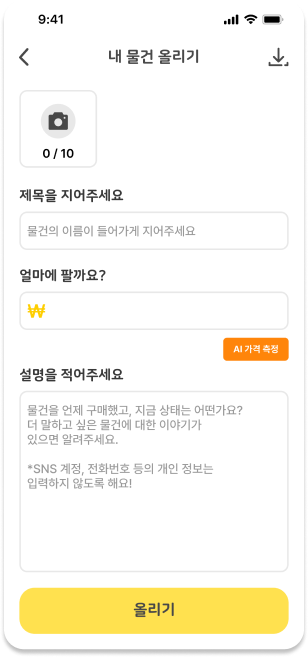 9:41
내 물건 올리기
0 / 10
제목을 지어주세요
물건의 이름이 들어가게 지어주세요
얼마에 팔까요?
₩
AI 가격 측정
설명을 적어주세요
물건을 언제 구매했고, 지금 상태는 어떤가요?
더 말하고 싶은 물건에 대한 이야기가
있으면 알려주세요.
*SNS 계정, 전화번호 등의 개인 정보는
입력하지 않도록 해요!
올리기